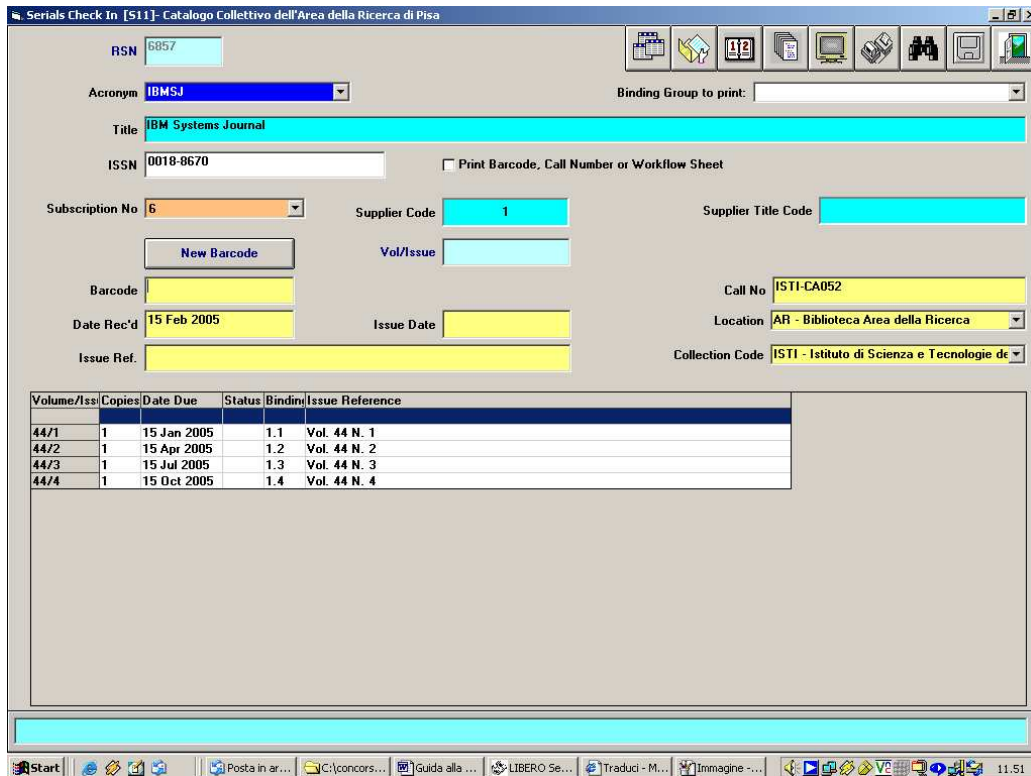 Serials Check In [S11]- Catalogo Collettivo dell'Area della Ricerca di Pisa
RSN 6857
Acronym IBMSJ Binding Group to print:
Title IBM Systems Journal
ISSN 0018-8670 Print Barcode, Call Number or Workflow Sheet
Subscription No 6 Supplier Code 1 Supplier Title Code
New Barcode Vol/Issue
Barcode Call No ISTI-CA052
Date Rec'd 15 Feb 2005 Issue Date Location AR - Biblioteca Area della Ricerca
Issue Ref. Collection Code ISTI - Istituto di Scienza e Tecnologie de
Volume/Iss Copies Date Due Status Binding Issue Reference
44/1 1 15 Jan 2005 1.1 Vol. 44 N. 1
44/2 1 15 Apr 2005 1.2 Vol. 44 N. 2
44/3 1 15 Jul 2005 1.3 Vol. 44 N. 3
44/4 1 15 Oct 2005 1.4 Vol. 44 N. 4
Start Posta in ar... C:\concors... Guida alla ... LIBERO Se... Traduci - M... Immagine -... 11.51